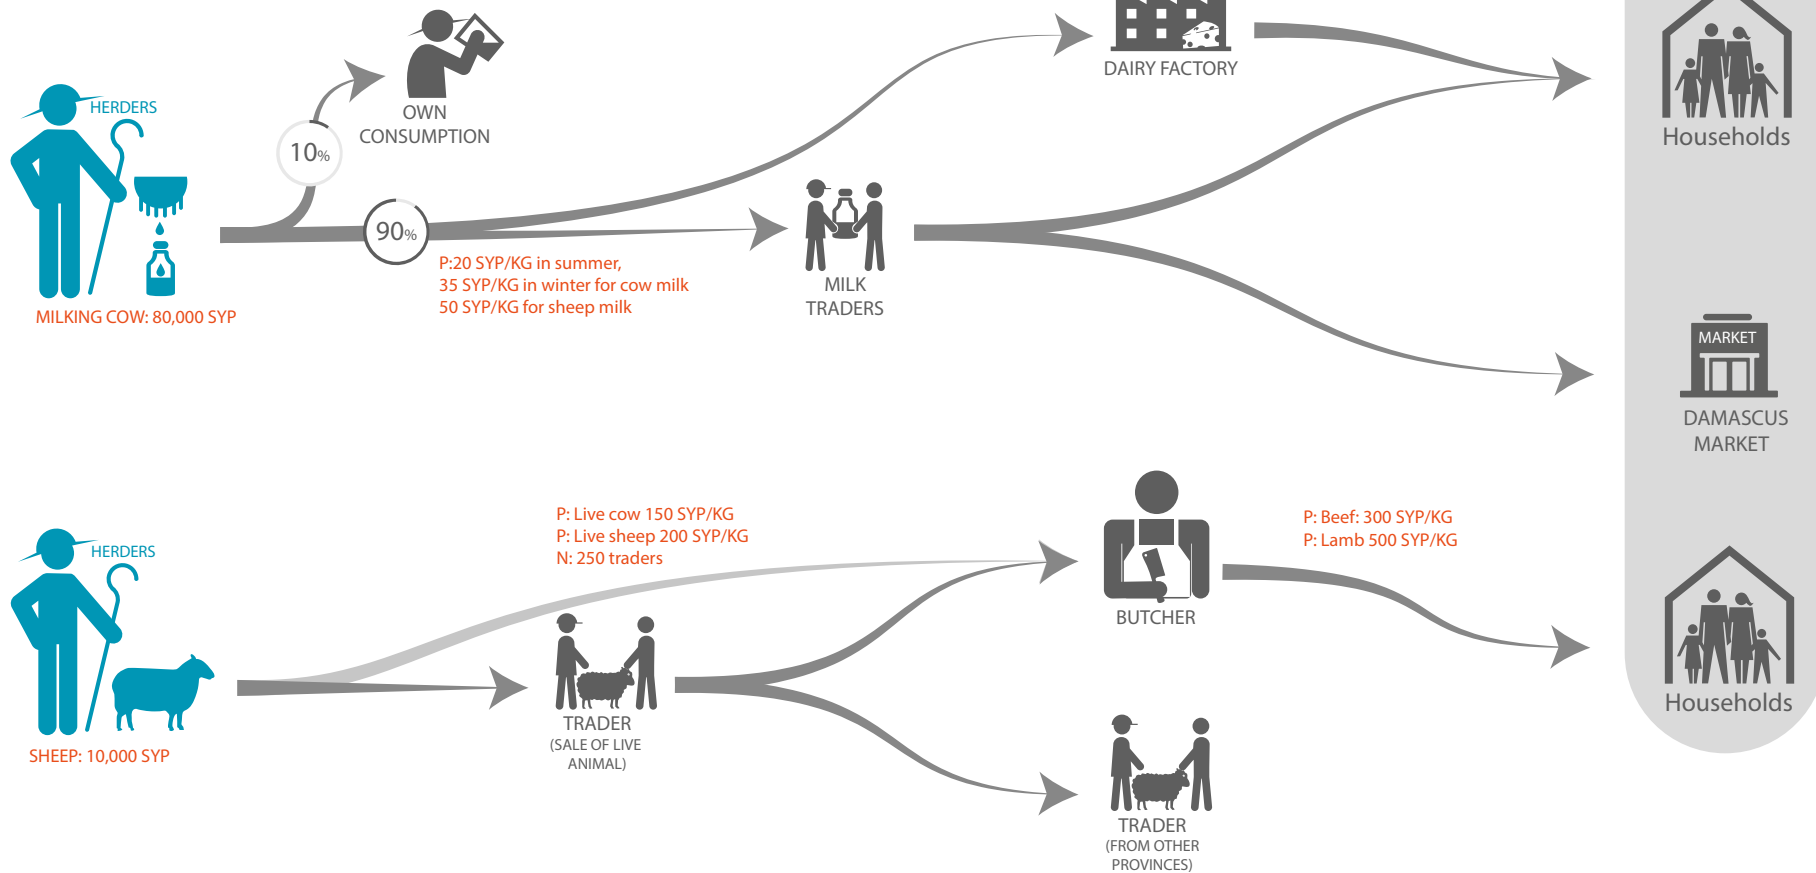 HERDERS
10%
OWN
CONSUMPTION
DAIRY FACTORY
Households
90%
P:20 SYP/KG in summer,
35 SYP/KG in winter for cow milk
50 SYP/KG for sheep milk
MILK
TRADERS
MILKING COW: 80,000 SYP
MARKET
DAMASCUS
MARKET
HERDERS
P: Live cow 150 SYP/KG
P: Live sheep 200 SYP/KG
N: 250 traders
P: Beef: 300 SYP/KG
P: Lamb 500 SYP/KG
BUTCHER
Households
SHEEP: 10,000 SYP
TRADER
(SALE OF LIVE
ANIMAL)
TRADER
(FROM OTHER
PROVINCES)